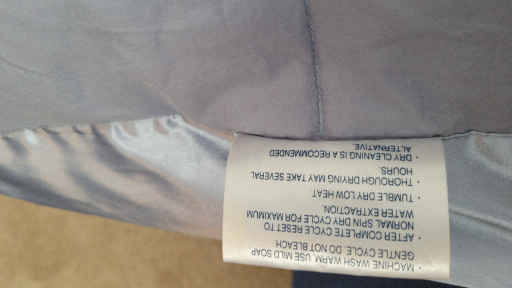 • MACHINE WASH WARM. USE MILD SOAP
GENTLE CYCLE. DO NOT BLEACH
• AFTER COMPLETE CYCLE RESET TO
NORMAL SPIN DRY CYCLE FOR MAXIMUM
WATER EXTRACTION.
• TUMBLE DRY LOW HEAT
• THOROUGH DRYING MAY TAKE SEVERAL
HOURS.
• DRY CLEANING IS A RECOMMENDED
ALTERNATIVE.